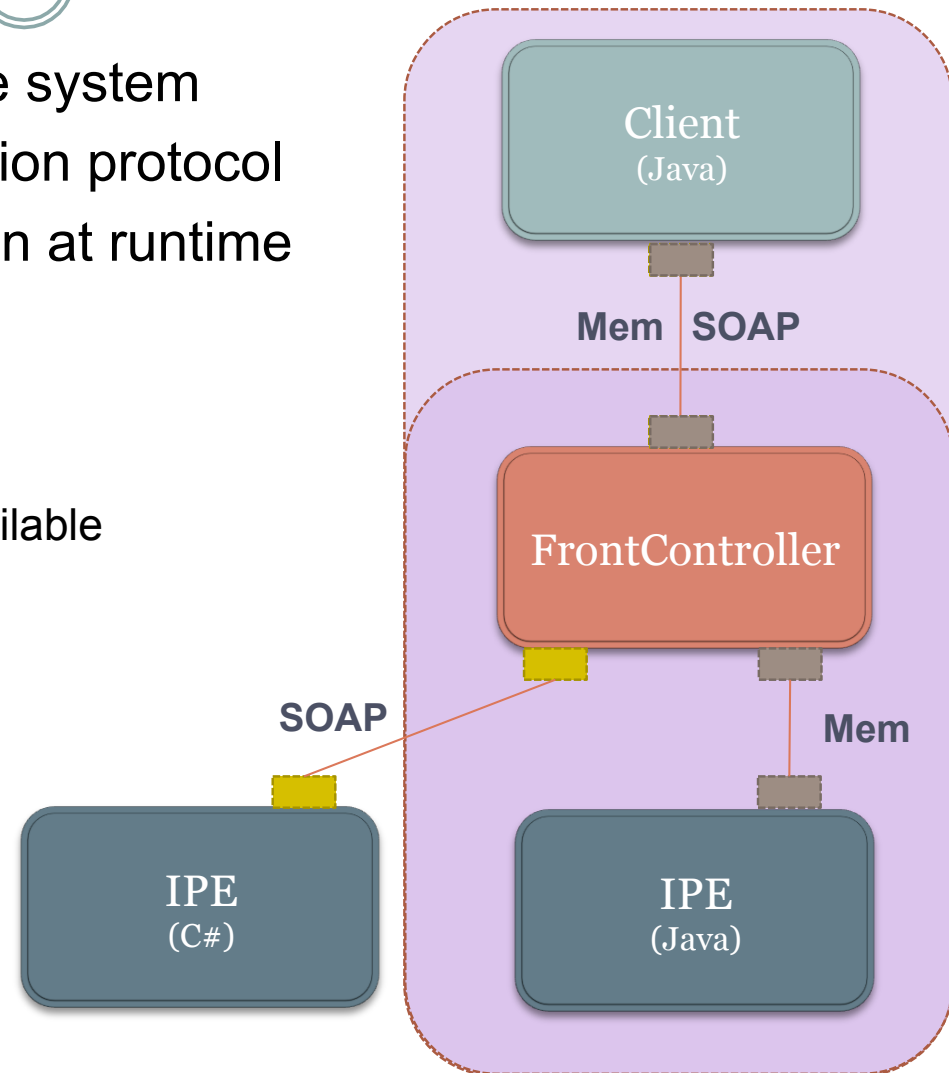 e system
ion protocol
n at runtime
ilable
Client
(Java)
Mem SOAP
FrontController
SOAP
Mem
IPE
(C#)
IPE
(Java)